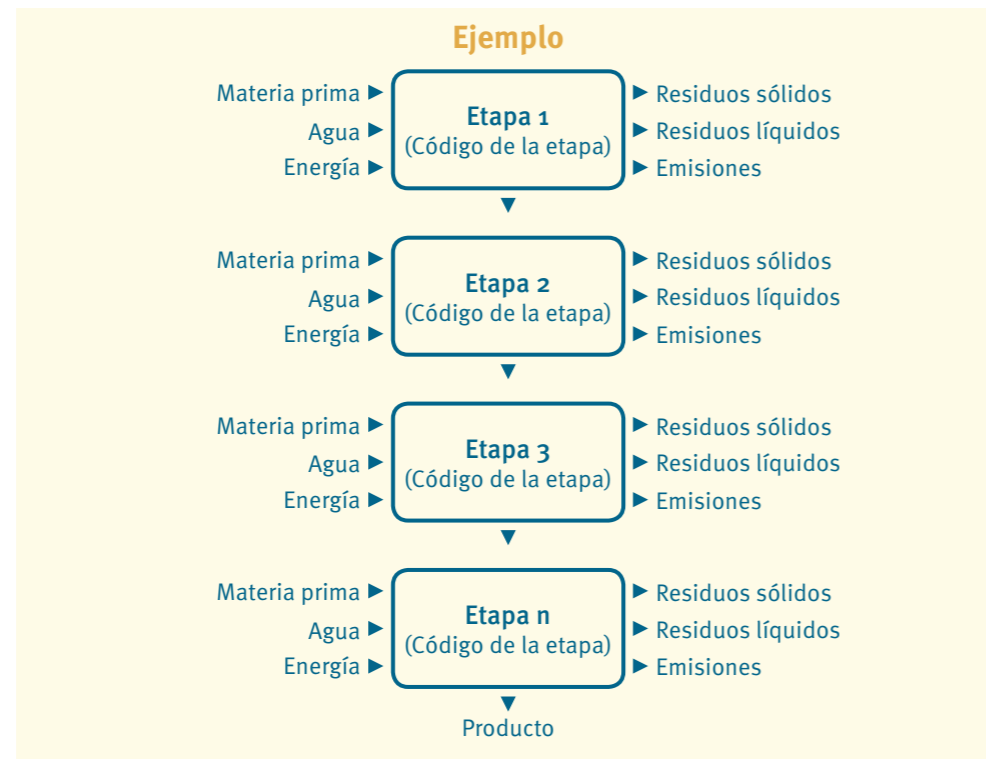 Ejemplo
Materia prima
Agua
Energía
Etapa 1
(Código de la etapa)
Residuos sólidos
Residuos líquidos
Emisiones
Materia prima
Agua
Energía
Etapa 2
(Código de la etapa)
Residuos sólidos
Residuos líquidos
Emisiones
Materia prima
Agua
Energía
Etapa 3
(Código de la etapa)
Residuos sólidos
Residuos líquidos
Emisiones
Materia prima
Agua
Energía
Etapa n
(Código de la etapa)
Residuos sólidos
Residuos líquidos
Emisiones
Producto